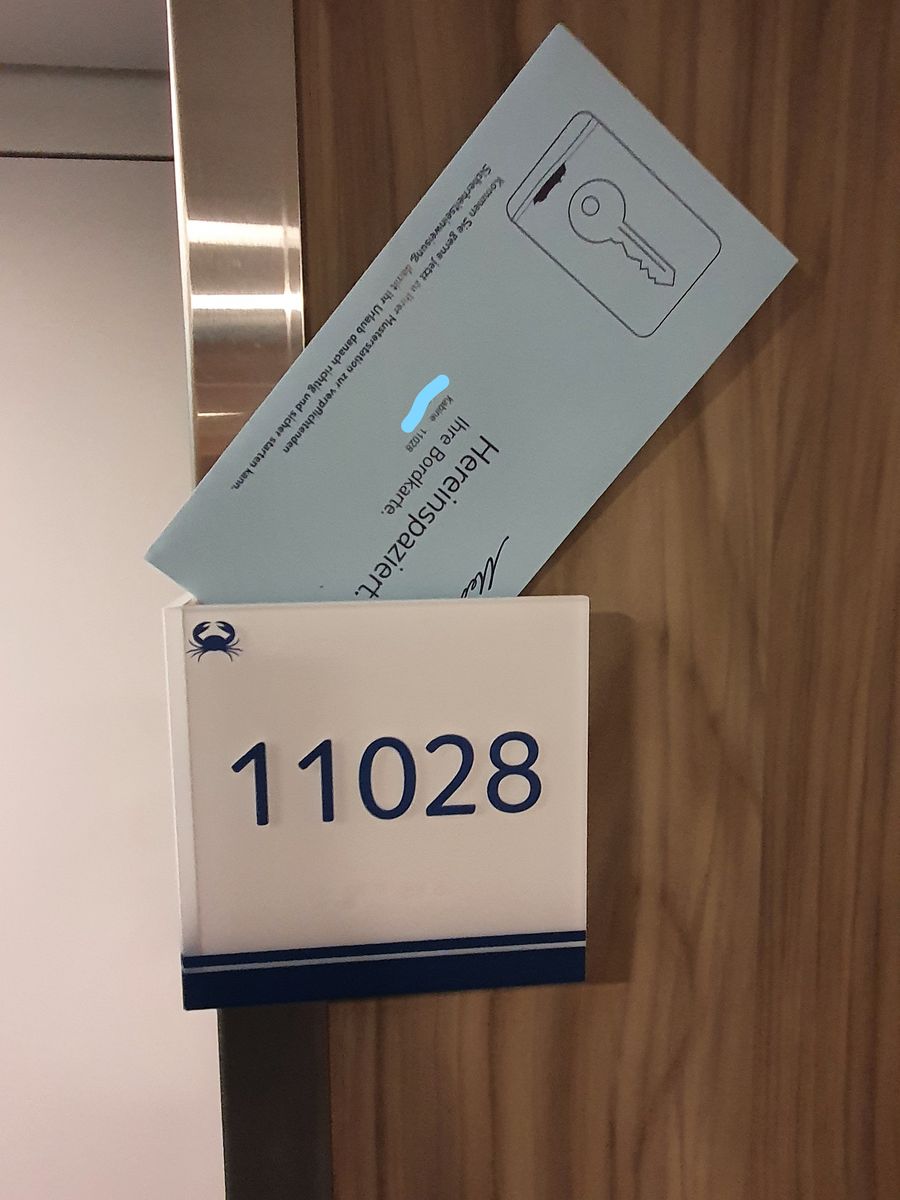 Hereinspaziert.
Ihre Bordkarte.
Kabine 11028
Kommen Sie gerne jetzt zu Ihrer Musterstation zur verpflichtenden
Sicherheitseinweisung, damit Ihr Urlaub danach richtig und sicher starten kann.
11028